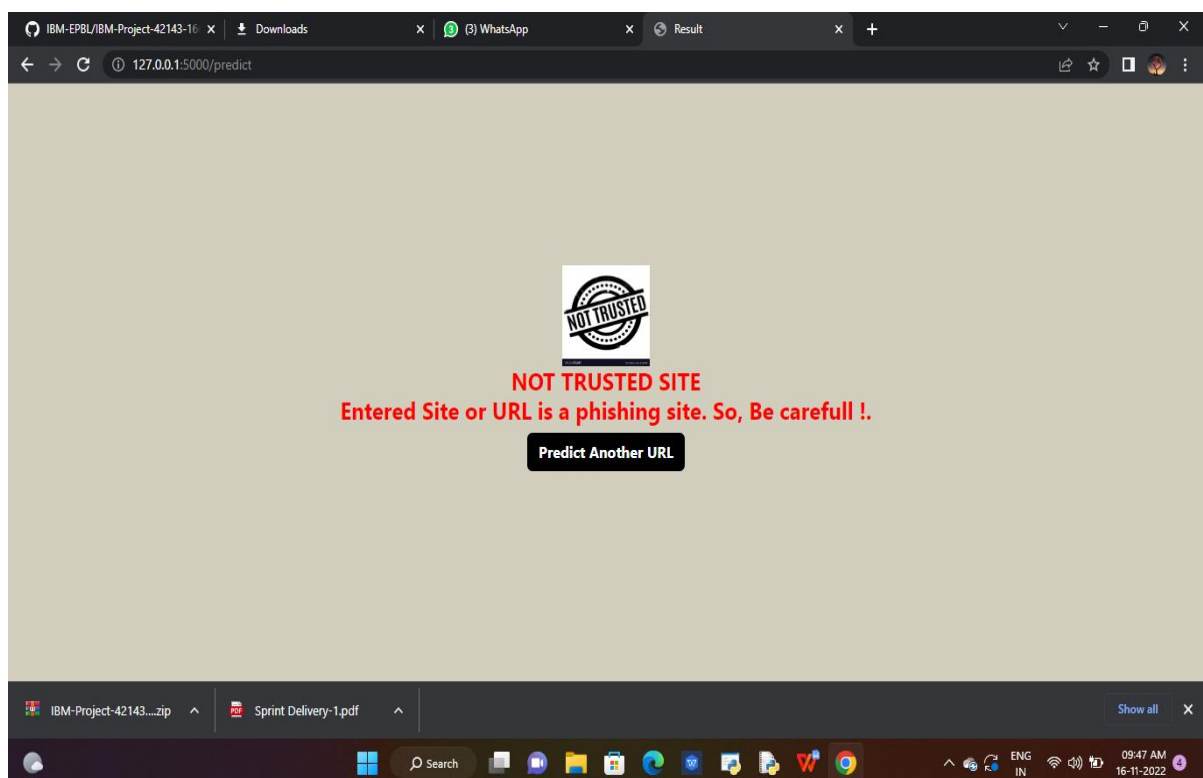 IBM-EPBL/IBM-Project-42143-16
Downloads
(3) WhatsApp
Result
127.0.0.1:5000/predict
NOT TRUSTED
NOT TRUSTED SITE
Entered Site or URL is a phishing site. So, Be carefull !.
Predict Another URL
IBM-Project-42143....zip
Sprint Delivery-1.pdf
Show all
Search
ENG
IN
09:47 AM
16-11-2022
4